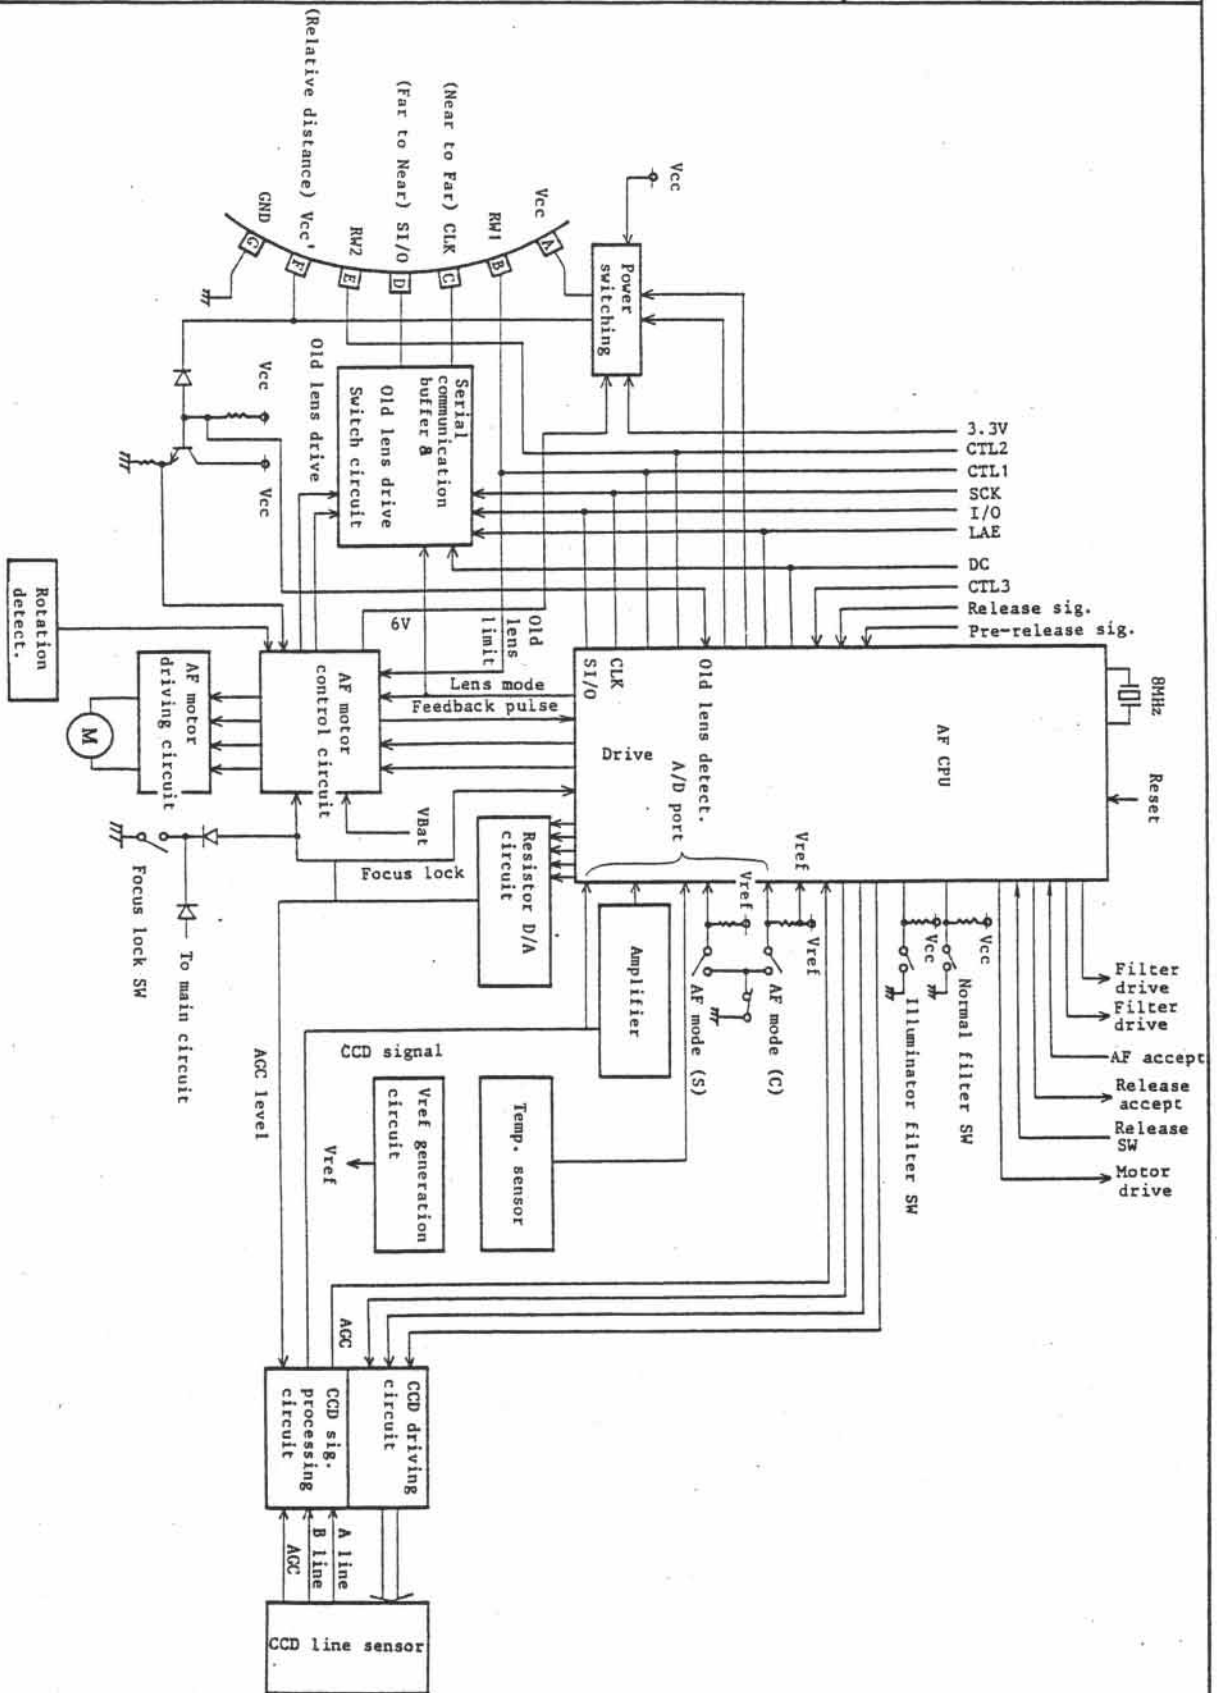 (Relative distance) Vcc'
(Far to Near) SI/O
(Near to Far) CLK
GND
RW2
RW1
Vcc
G
F
E
D
C
B
A
Vcc
Power
switching
Serial
communication
buffer &
Old lens drive
Switch circuit
Old lens drive
Vcc
Vcc
3.3V
CTL2
CTL1
SCK
I/O
LAE
DC
CTL3
Release sig.
Pre-release sig.
Rotation
detect.
6V
Old
lens
limit
Lens mode
Feedback pulse
AF motor
control circuit
AF motor
driving circuit
M
VBat
Focus lock
Focus lock SW
To main circuit
SI/O
CLK
Old lens detect.
A/D port
Drive
AF CPU
Vref
8MHz
Reset
Resistor D/A
circuit
Amplifier
Vref
Vref
AF mode (S)
AF mode (C)
Vcc
Vcc
Illuminator filter SW
Normal filter SW
Filter
drive
Filter
drive
AF accept
Release
accept
Release
SW
Motor
drive
CCD signal
AGC level
Vref generation
circuit
Vref
Temp. sensor
AGC
CCD driving
circuit
CCD sig.
processing
circuit
A line
B line
AGC
CCD line sensor